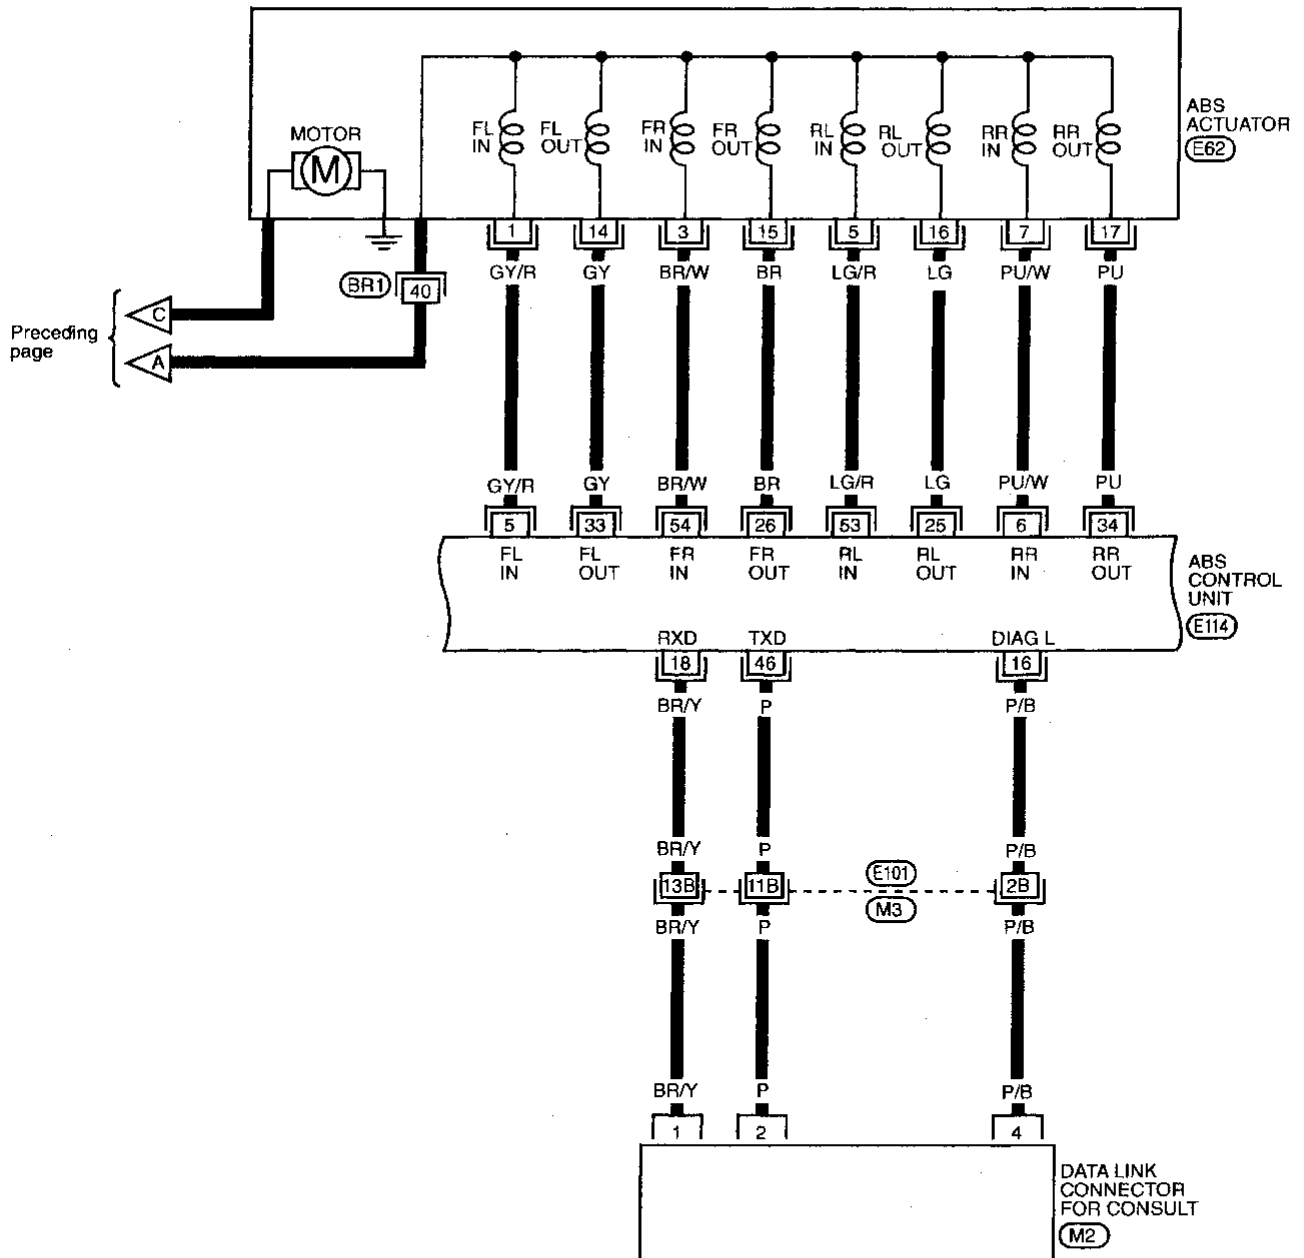 ABS
ACTUATOR
E62
MOTOR
M
FL
IN
FL
OUT
FR
IN
FR
OUT
RL
IN
RL
OUT
RR
IN
RR
OUT
1 14 3 15 5 16 7 17
GY/R GY BR/W BR LG/R LG PU/W PU
BR1
40
Preceding
page
C
A
GY/R GY BR/W BR LG/R LG PU/W PU
5 33 54 26 53 25 6 34
FL
IN
FL
OUT
FR
IN
FR
OUT
RL
IN
RL
OUT
RR
IN
RR
OUT
ABS
CONTROL
UNIT
E114
RXD TXD DIAG L
18 46 16
BR/Y P P/B
BR/Y P P/B
13B 11B 2B
E101
M3
BR/Y P P/B
BR/Y P P/B
1 2 4
DATA LINK
CONNECTOR
FOR CONSULT
M2